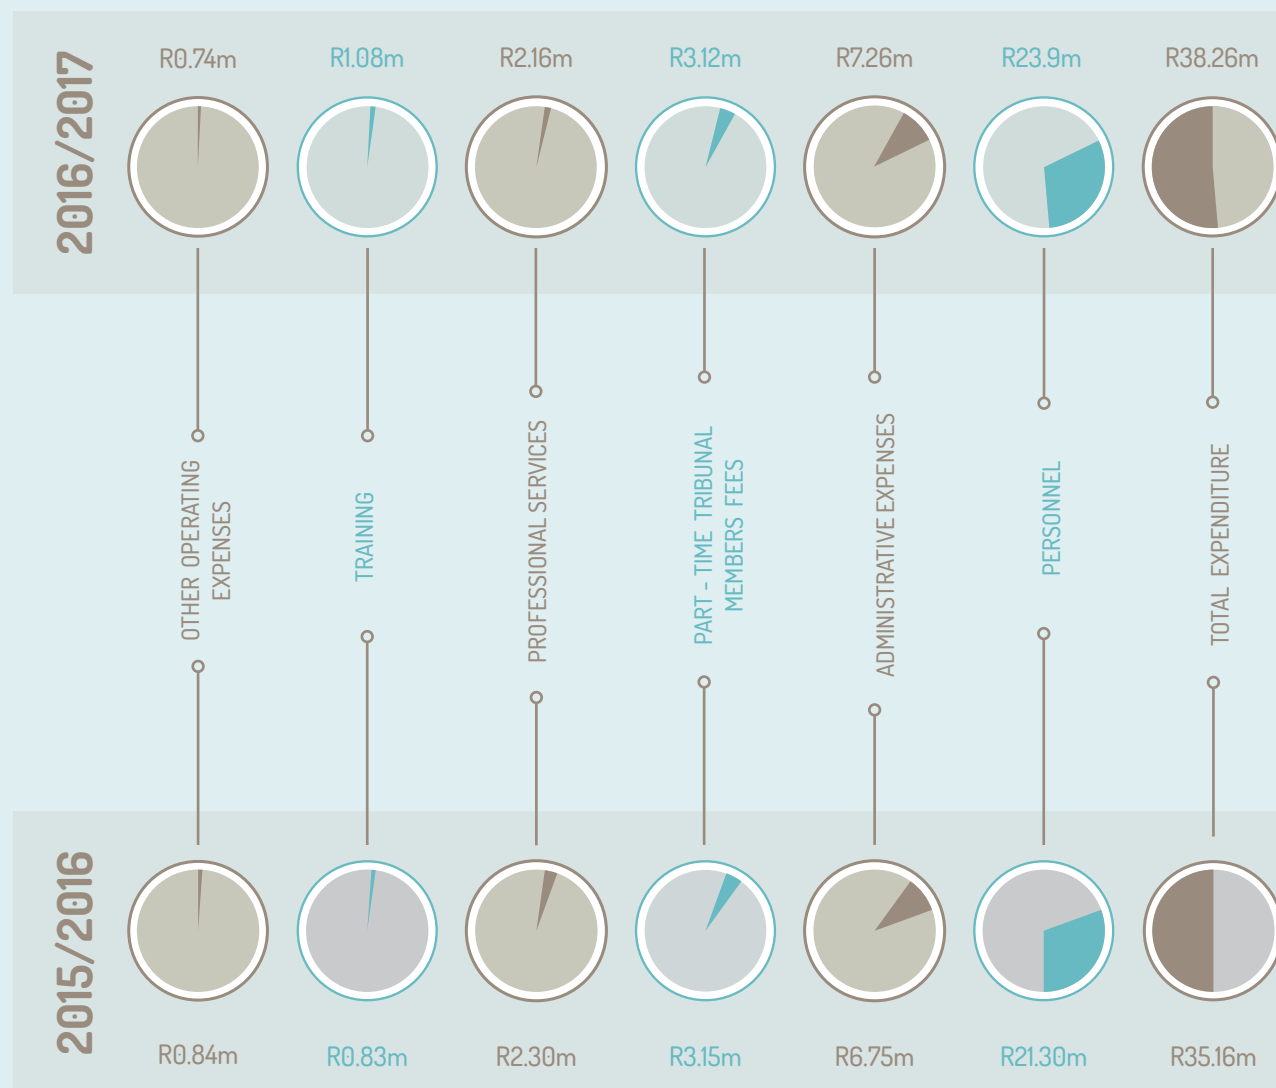 2016/2017
R0.74m
R1.08m
R2.16m
R3.12m
R7.26m
R23.9m
R38.26m
OTHER OPERATING
EXPENSES
TRAINING
PROFESSIONAL SERVICES
PART - TIME TRIBUNAL
MEMBERS FEES
ADMINISTRATIVE EXPENSES
PERSONNEL
TOTAL EXPENDITURE
2015/2016
R0.84m
R0.83m
R2.30m
R3.15m
R6.75m
R21.30m
R35.16m